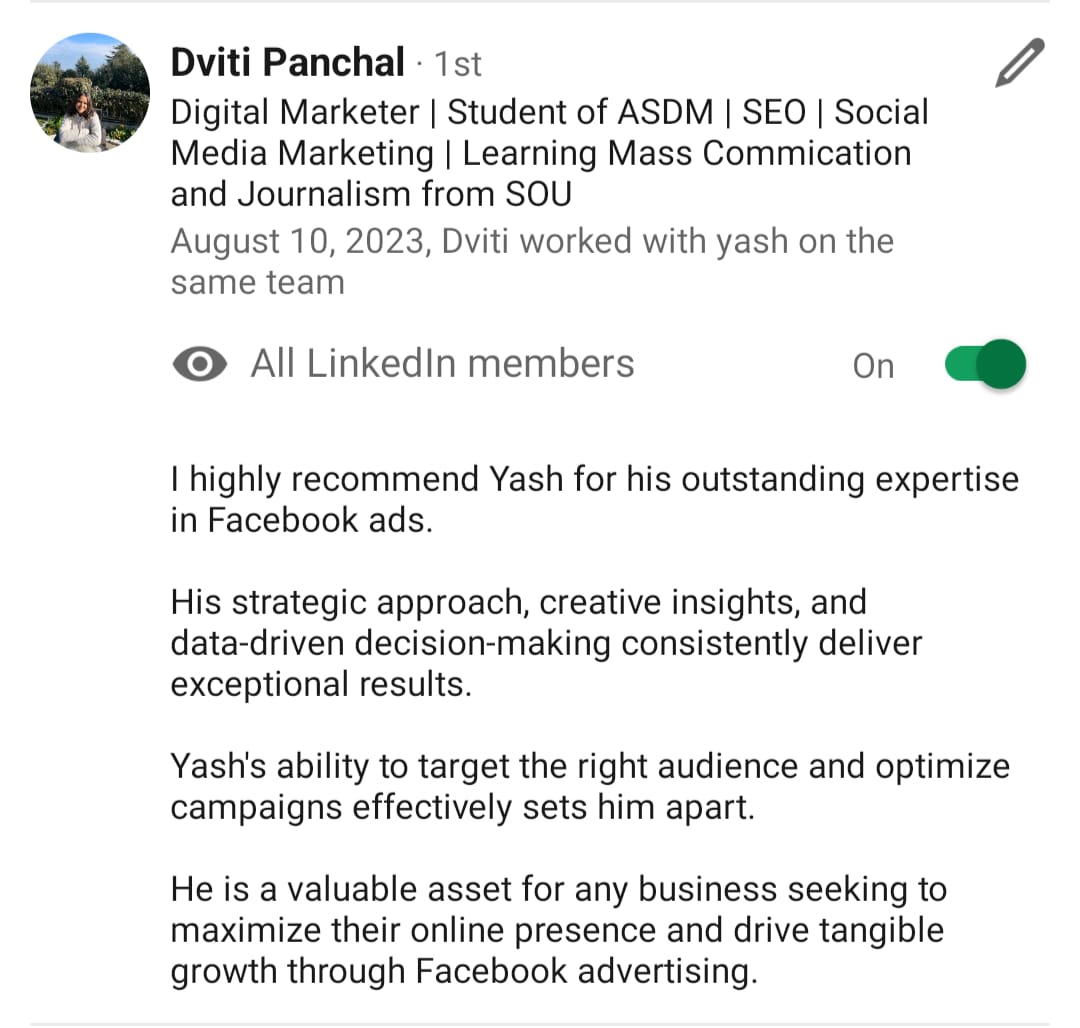 Dviti Panchal · 1st
Digital Marketer | Student of ASDM | SEO | Social
Media Marketing | Learning Mass Commication
and Journalism from SOU
August 10, 2023, Dviti worked with yash on the
same team
All LinkedIn members On
I highly recommend Yash for his outstanding expertise
in Facebook ads.
His strategic approach, creative insights, and
data-driven decision-making consistently deliver
exceptional results.
Yash's ability to target the right audience and optimize
campaigns effectively sets him apart.
He is a valuable asset for any business seeking to
maximize their online presence and drive tangible
growth through Facebook advertising.